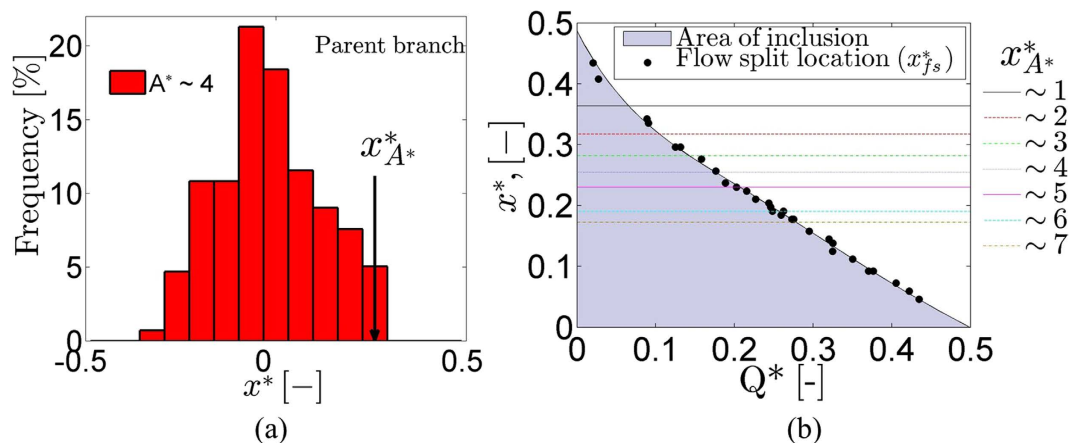 20
15
10
5
0
-0.5
0
0.5
Frequency [%]
x* [−]
Parent branch
A* ~ 4
x*A*
(a)
0.5
0.4
0.3
0.2
0.1
0
0
0.1
0.2
0.3
0.4
0.5
x*, [−]
Q* [-]
Area of inclusion
Flow split location (x*fs)
x*A*
~ 1
~ 2
~ 3
~ 4
~ 5
~ 6
~ 7
(b)